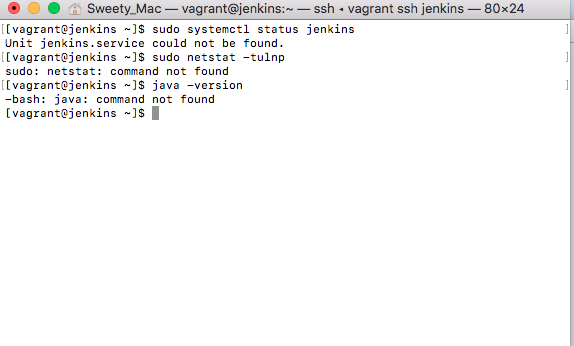 Sweety_Mac — vagrant@jenkins:~ — ssh ◂ vagrant ssh jenkins — 80×24
[[vagrant@jenkins ~]$ sudo systemctl status jenkins ]
Unit jenkins.service could not be found.
[[vagrant@jenkins ~]$ sudo netstat -tulnp ]
sudo: netstat: command not found
[[vagrant@jenkins ~]$ java -version ]
-bash: java: command not found
[vagrant@jenkins ~]$